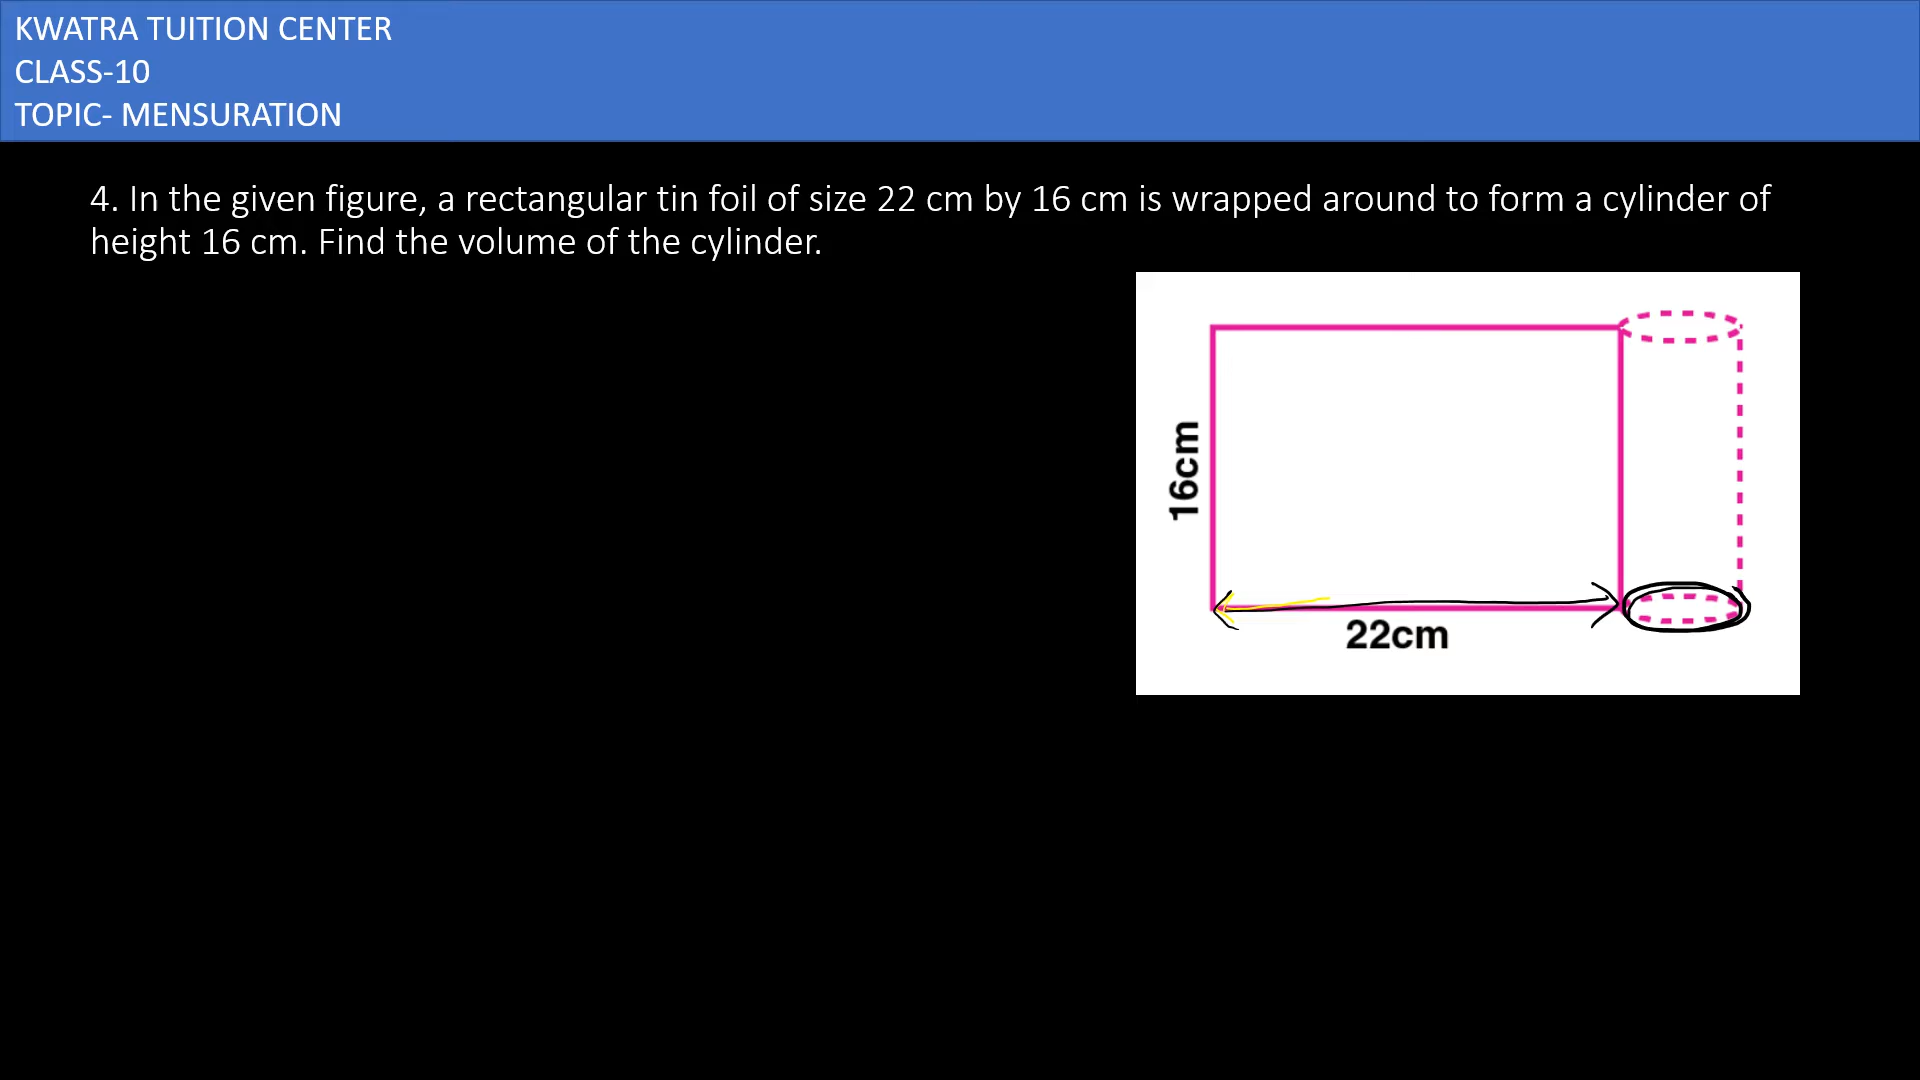 KWATRA TUITION CENTER
CLASS-10
TOPIC- MENSURATION
4. In the given figure, a rectangular tin foil of size 22 cm by 16 cm is wrapped around to form a cylinder of
height 16 cm. Find the volume of the cylinder.
16cm
22cm